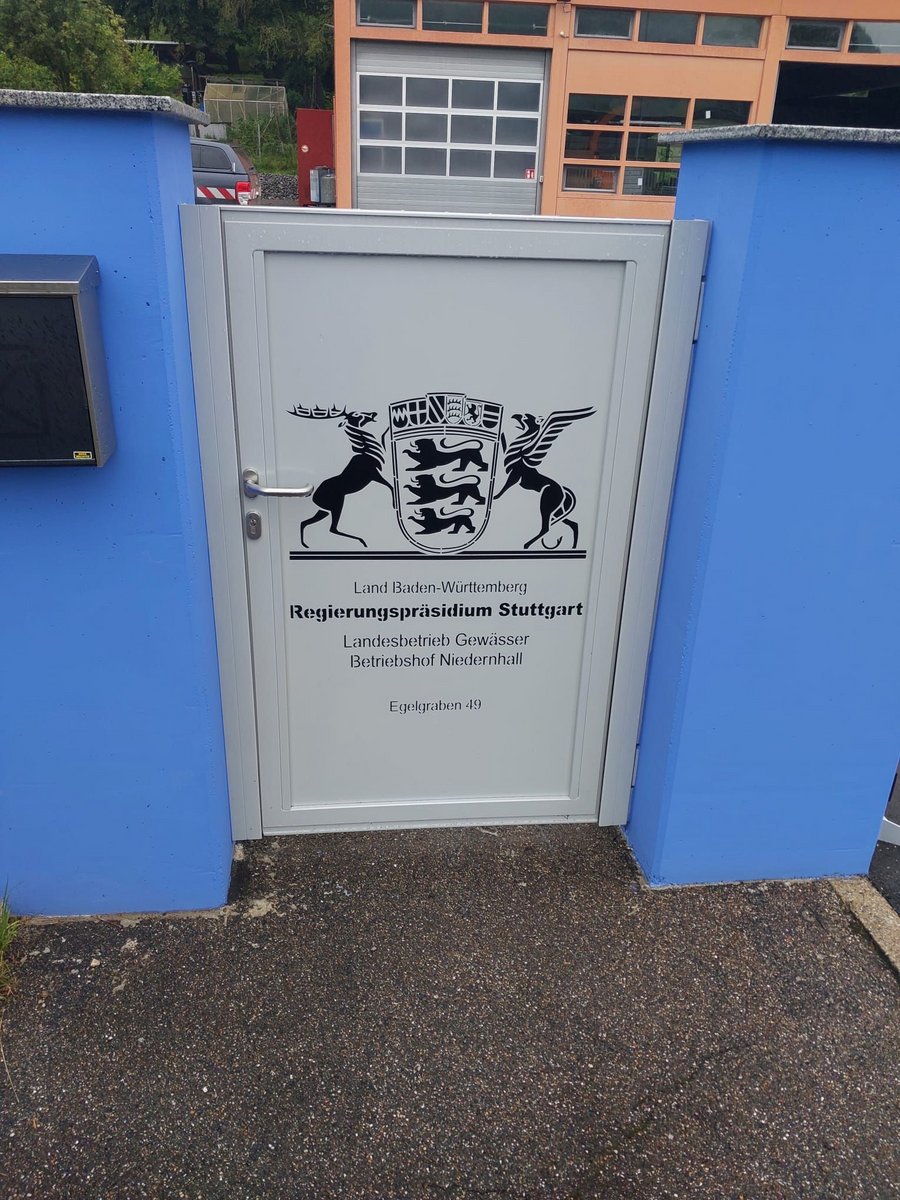 Land Baden-Württemberg
Regierungspräsidium Stuttgart
Landesbetrieb Gewässer
Betriebshof Niedernhall
Egelgraben 49